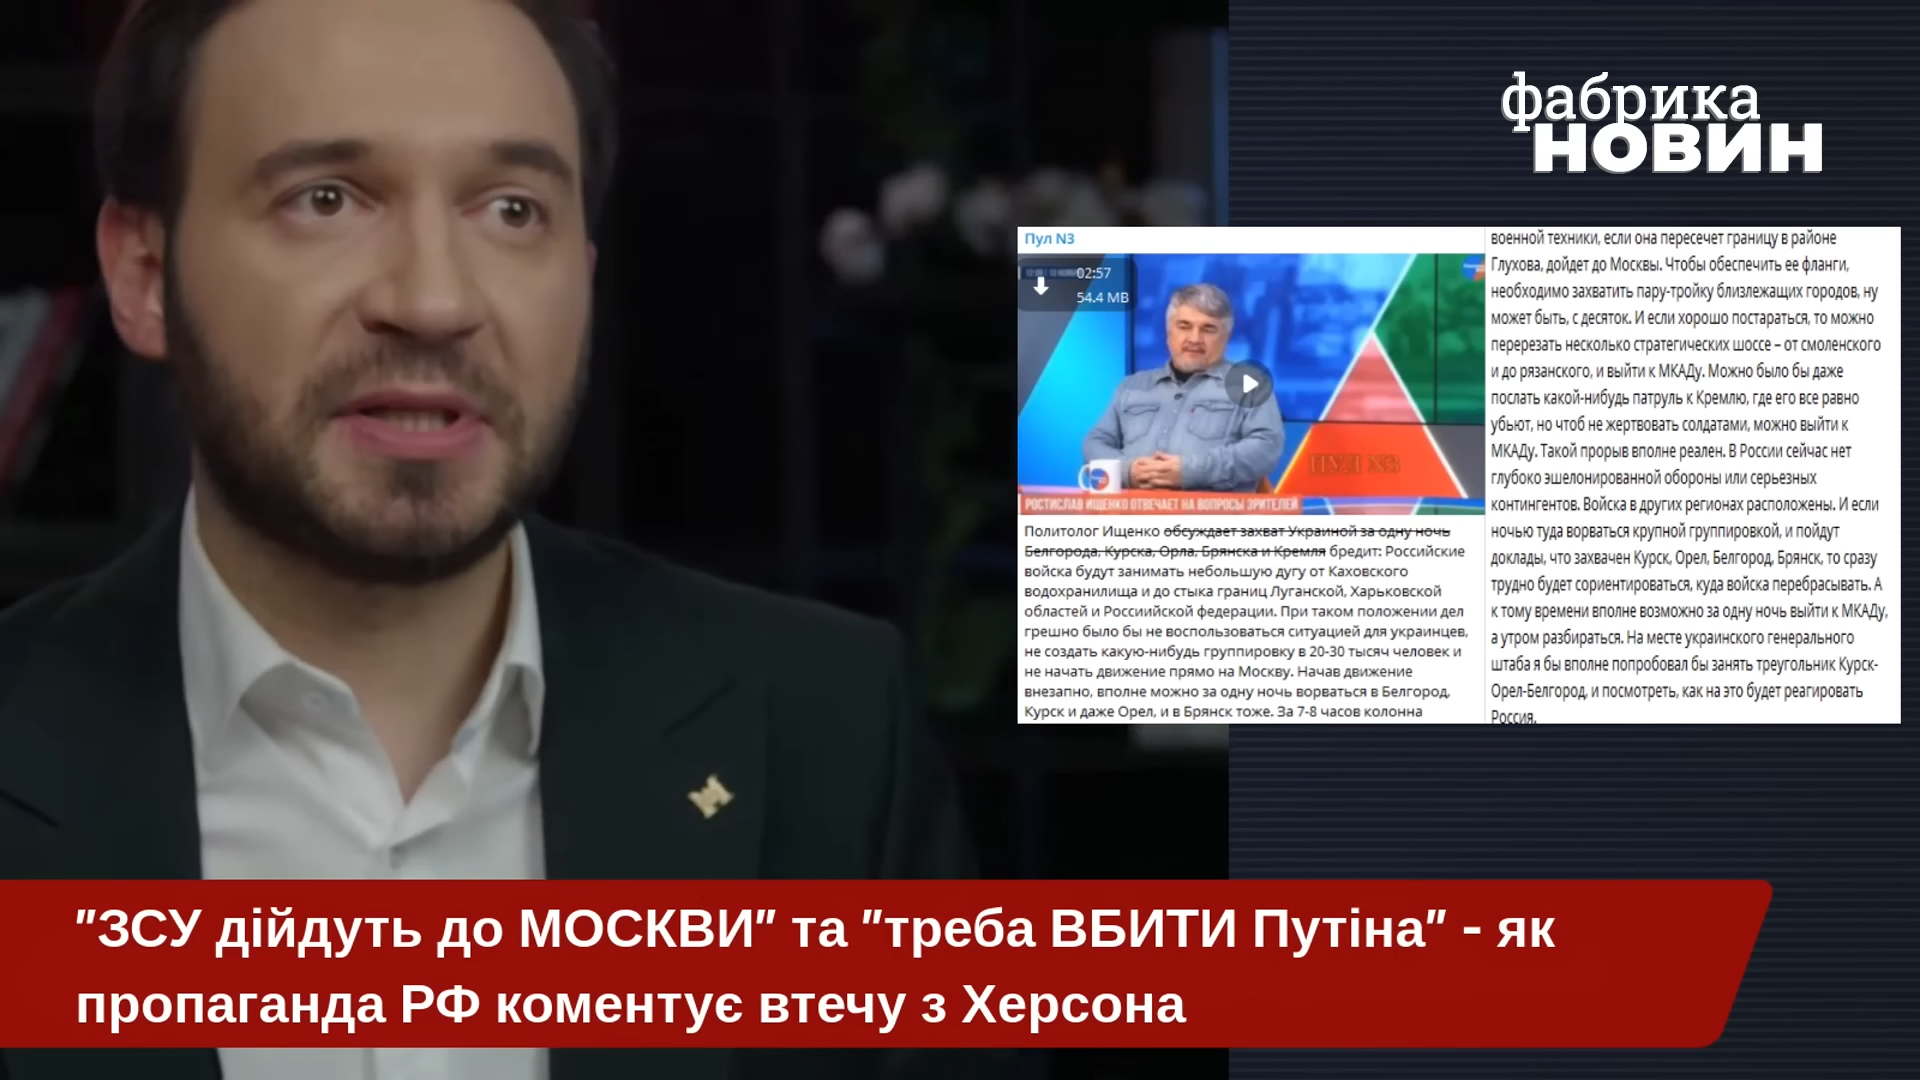 фабрика
новин
Пул N3
02:57
54.4 MB
ПУЛ N3
РОСТИСЛАВ ИЩЕНКО ОТВЕЧАЕТ НА ВОПРОСЫ ЗРИТЕЛЕЙ
Политолог Ищенко обсуждает захват Украиной за одну ночь
Белгорода, Курска, Орла, Брянска и Кремля бредит: Российские
войска будут занимать небольшую дугу от Каховского
водохранилища и до стыка границ Луганской, Харьковской
областей и Россиийской федерации. При таком положении дел
грешно было бы не воспользоваться ситуацией для украинцев,
не создать какую-нибудь группировку в 20-30 тысяч человек и
не начать движение прямо на Москву. Начав движение
внезапно, вполне можно за одну ночь ворваться в Белгород,
Курск и даже Орел, и в Брянск тоже. За 7-8 часов колонна
военной техники, если она пересечет границу в районе
Глухова, дойдет до Москвы. Чтобы обеспечить ее фланги,
необходимо захватить пару-тройку близлежащих городов, ну
может быть, с десяток. И если хорошо постараться, то можно
перерезать несколько стратегических шоссе – от смоленского
и до рязанского, и выйти к МКАДу. Можно было бы даже
послать какой-нибудь патруль к Кремлю, где его все равно
убьют, но чтоб не жертвовать солдатами, можно выйти к
МКАДу. Такой прорыв вполне реален. В России сейчас нет
глубоко эшелонированной обороны или серьезных
контингентов. Войска в других регионах расположены. И если
ночью туда ворваться крупной группировкой, и пойдут
доклады, что захвачен Курск, Орел, Белгород, Брянск, то сразу
трудно будет сориентироваться, куда войска перебрасывать. А
к тому времени вполне возможно за одну ночь выйти к МКАДу,
а утром разбираться. На месте украинского генерального
штаба я бы вполне попробовал бы занять треугольник Курск-
Орел-Белгород, и посмотреть, как на это будет реагировать
Россия.
"ЗСУ дійдуть до МОСКВИ" та "треба ВБИТИ Путіна" - як
пропаганда РФ коментує втечу з Херсона